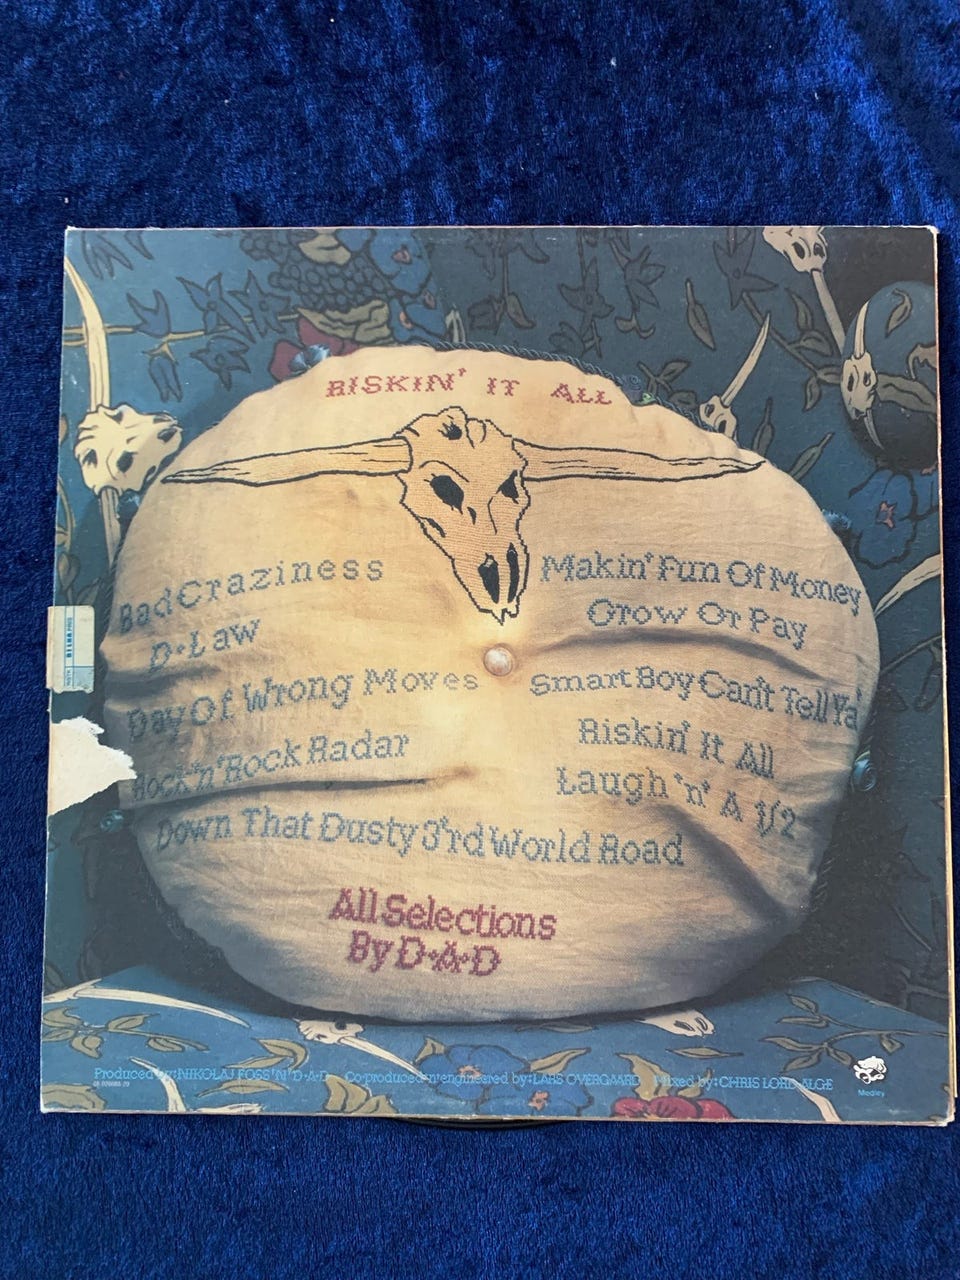 RISKIN' IT ALL
Bad Craziness
D•Law
Day Of Wrong Moves
Rock'n'Rock Radar
Down That Dusty 3'rd World Road
Makin' Fun Of Money
Grow Or Pay
Smart Boy Can't Tell Ya'
Riskin' It All
Laugh 'n' A 1/2
All Selections
By D•A•D
Produced by: NIKOLAJ FOSS 'N' D•A•D Co-produced'n'engineered by: LARS OVERGAARD Mixed by: CHRIS LORD ALGE
Medley